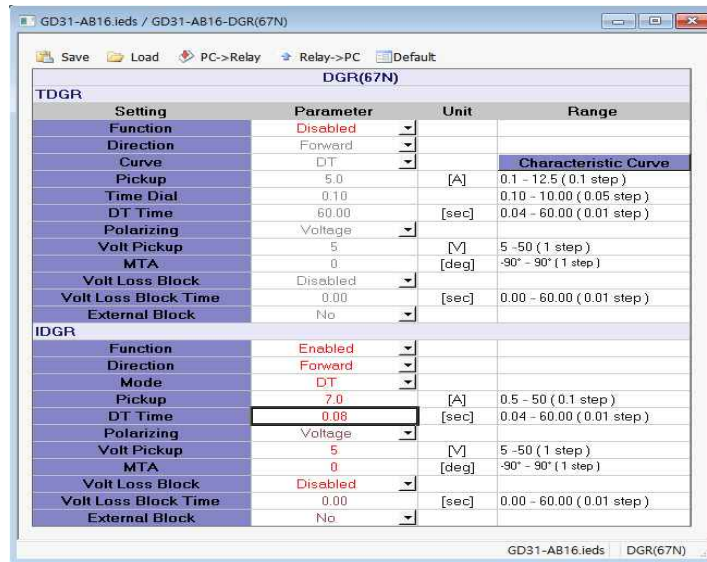 GD31-AB16.ieds / GD31-AB16-DGR(67N)
Save Load PC->Relay Relay->PC Default
DGR(67N)
TDGR
Setting Parameter Unit Range
Function Disabled
Direction Forward
Curve DT Characteristic Curve
Pickup 5.0 [A] 0.1 - 12.5 ( 0.1 step )
Time Dial 0.10 0.10 - 10.00 ( 0.05 step )
DT Time 60.00 [sec] 0.04 - 60.00 ( 0.01 step )
Polarizing Voltage
Volt Pickup 5 [V] 5 -50 ( 1 step )
MTA 0 [deg] -90° - 90° ( 1 step )
Volt Loss Block Disabled
Volt Loss Block Time 0.00 [sec] 0.00 - 60.00 ( 0.01 step )
External Block No
IDGR
Function Enabled
Direction Forward
Mode DT
Pickup 7.0 [A] 0.5 - 50 ( 0.1 step )
DT Time 0.08 [sec] 0.04 - 60.00 ( 0.01 step )
Polarizing Voltage
Volt Pickup 5 [V] 5 -50 ( 1 step )
MTA 0 [deg] -90° - 90° ( 1 step )
Volt Loss Block Disabled
Volt Loss Block Time 0.00 [sec] 0.00 - 60.00 ( 0.01 step )
External Block No
GD31-AB16.ieds DGR(67N)